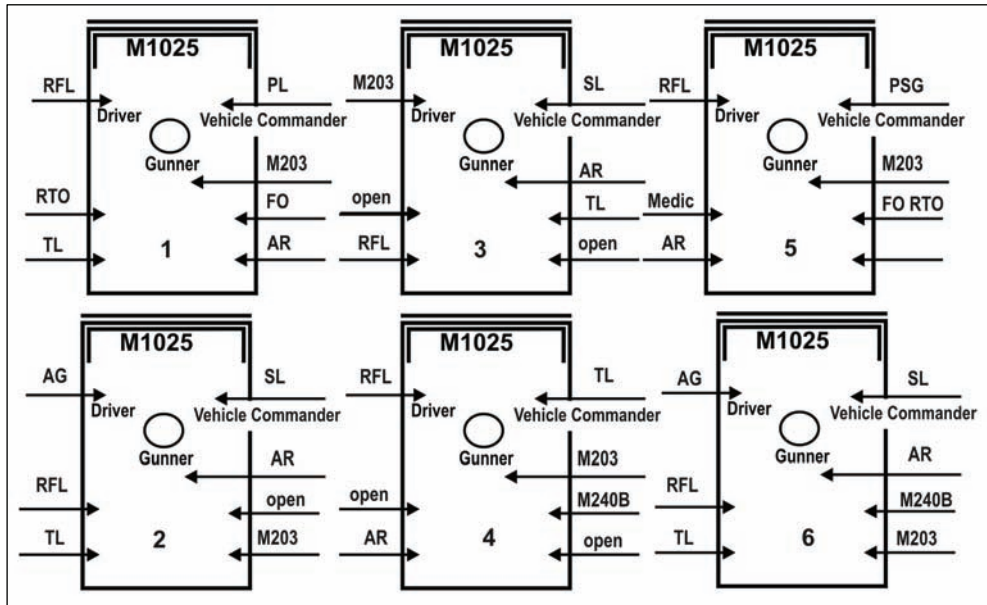 M1025
RFL
PL
Driver
Vehicle Commander
Gunner
M203
RTO
FO
TL
1
AR
M1025
M203
SL
Driver
Vehicle Commander
Gunner
AR
open
TL
RFL
3
open
M1025
RFL
PSG
Driver
Vehicle Commander
Gunner
M203
Medic
FO RTO
AR
5
M1025
AG
SL
Driver
Vehicle Commander
Gunner
AR
RFL
open
TL
2
M203
M1025
RFL
TL
Driver
Vehicle Commander
Gunner
M203
open
M240B
AR
4
open
M1025
AG
SL
Driver
Vehicle Commander
Gunner
AR
RFL
M240B
TL
6
M203